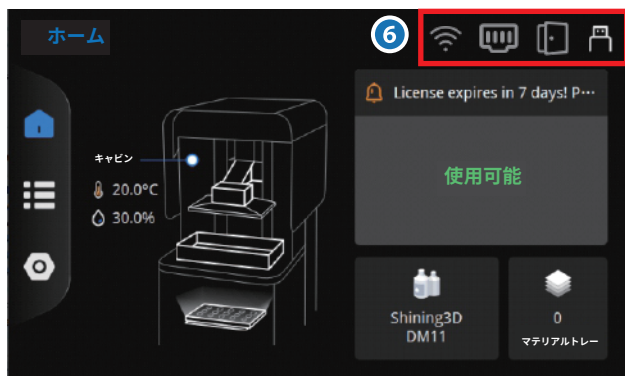 ホーム
6
License expires in 7 days! P···
キャビン
20.0°C
30.0%
使用可能
Shining3D
DM11
0
マテリアルトレー